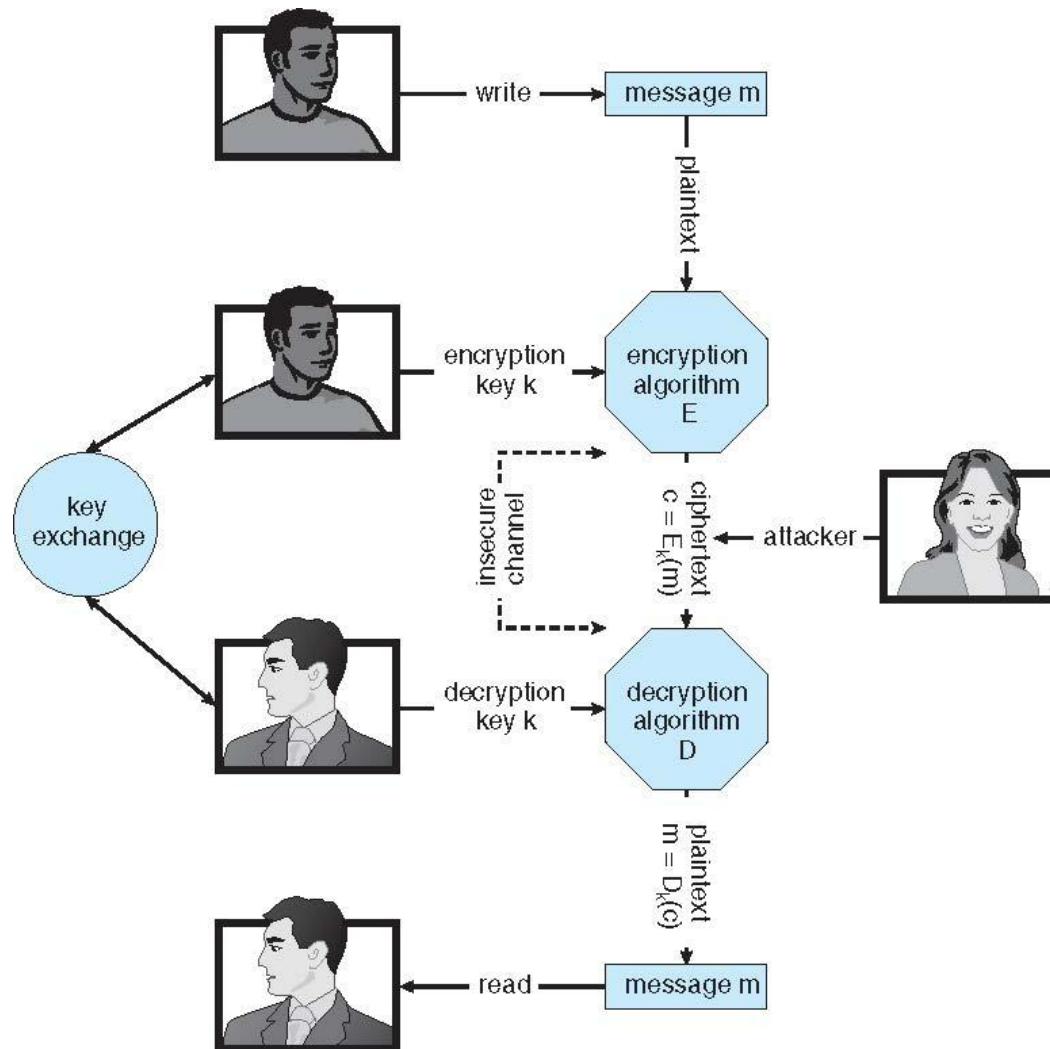 write
message m
plaintext
encryption
key k
encryption
algorithm
E
key
exchange
insecure
channel
ciphertext
c = Eₖ(m)
attacker
decryption
key k
decryption
algorithm
D
plaintext
m = Dₖ(c)
read
message m